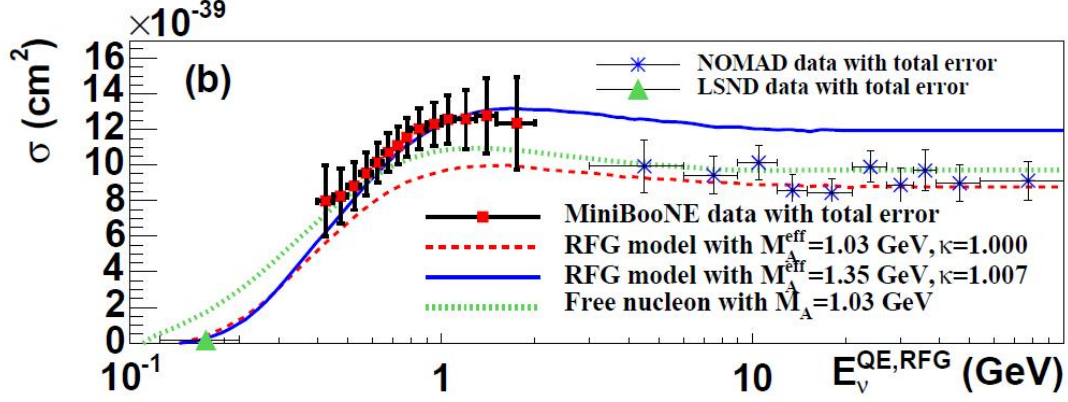 ×10⁻³⁹
σ (cm²)
16
14
12
10
8
6
4
2
0
(b)
NOMAD data with total error
LSND data with total error
MiniBooNE data with total error
RFG model with M_A^eff=1.03 GeV,κ=1.000
RFG model with M_A^eff=1.35 GeV,κ=1.007
Free nucleon with M_A=1.03 GeV
10⁻¹
1
10
E_ν^QE,RFG (GeV)